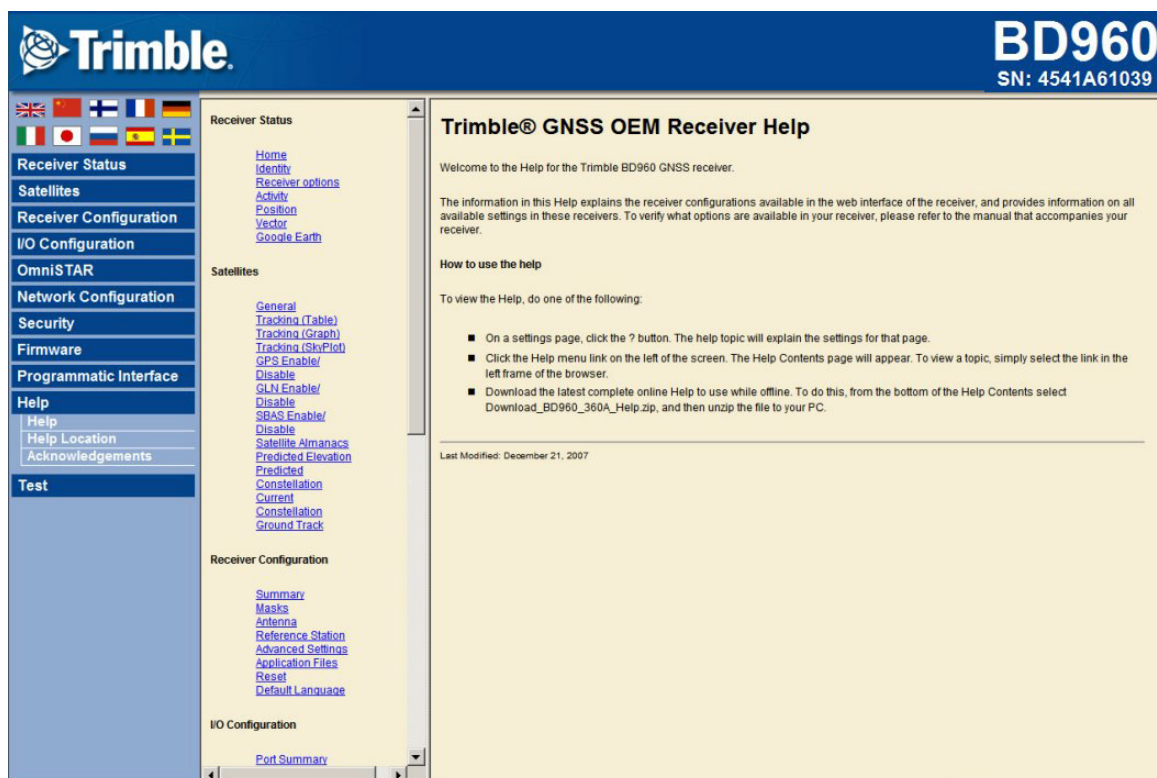 Trimble.
BD960
SN: 4541A61039
Receiver Status
Satellites
Receiver Configuration
I/O Configuration
OmniSTAR
Network Configuration
Security
Firmware
Programmatic Interface
Help
Help
Help Location
Acknowledgements
Test
Receiver Status
Home
Identity
Receiver options
Activity
Position
Vector
Google Earth
Satellites
General
Tracking (Table)
Tracking (Graph)
Tracking (SkyPlot)
GPS Enable/
Disable
GLN Enable/
Disable
SBAS Enable/
Disable
Satellite Almanacs
Predicted Elevation
Predicted
Constellation
Current
Constellation
Ground Track
Receiver Configuration
Summary
Masks
Antenna
Reference Station
Advanced Settings
Application Files
Reset
Default Language
I/O Configuration
Port Summary
Trimble® GNSS OEM Receiver Help
Welcome to the Help for the Trimble BD960 GNSS receiver.
The information in this Help explains the receiver configurations available in the web interface of the receiver, and provides information on all
available settings in these receivers. To verify what options are available in your receiver, please refer to the manual that accompanies your
receiver.
How to use the help
To view the Help, do one of the following:
■ On a settings page, click the ? button. The help topic will explain the settings for that page.
■ Click the Help menu link on the left of the screen. The Help Contents page will appear. To view a topic, simply select the link in the
left frame of the browser.
■ Download the latest complete online Help to use while offline. To do this, from the bottom of the Help Contents select
Download_BD960_360A_Help.zip, and then unzip the file to your PC.
Last Modified: December 21, 2007